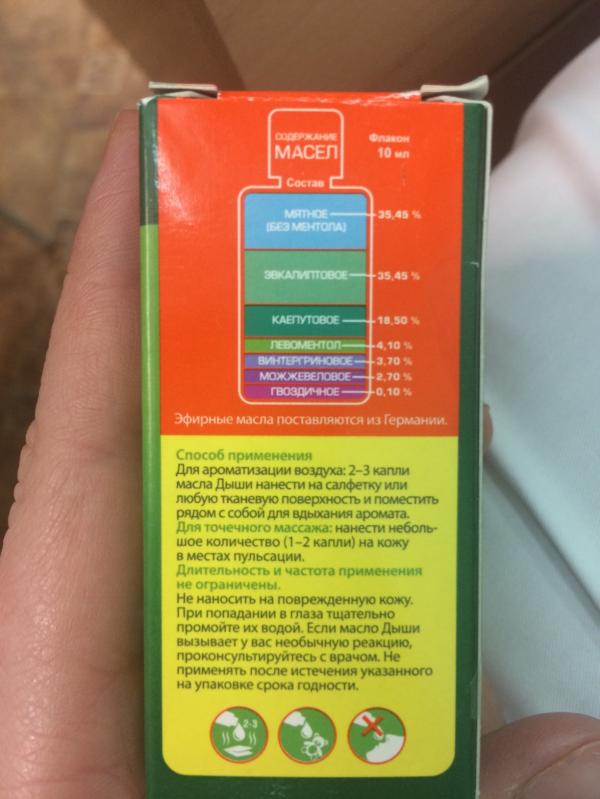 СОДЕРЖАНИЕ
МАСЕЛ
Флакон
10 мл
Состав
МЯТНОЕ 35,45 %
(БЕЗ МЕНТОЛА)
ЭВКАЛИПТОВОЕ 35,45 %
КАЕПУТОВОЕ 18,50 %
ЛЕВОМЕНТОЛ 4,10 %
ВИНТЕРГРИНОВОЕ 3,70 %
МОЖЖЕВЕЛОВОЕ 2,70 %
ГВОЗДИЧНОЕ 0,10 %
Эфирные масла поставляются из Германии.
Способ применения
Для ароматизации воздуха: 2–3 капли
масла Дыши нанести на салфетку или
любую тканевую поверхность и поместить
рядом с собой для вдыхания аромата.
Для точечного массажа: нанести неболь-
шое количество (1–2 капли) на кожу
в местах пульсации.
Длительность и частота применения
не ограничены.
Не наносить на поврежденную кожу.
При попадании в глаза тщательно
промойте их водой. Если масло Дыши
вызывает у вас необычную реакцию,
проконсультируйтесь с врачом. Не
применять после истечения указанного
на упаковке срока годности.
2-3